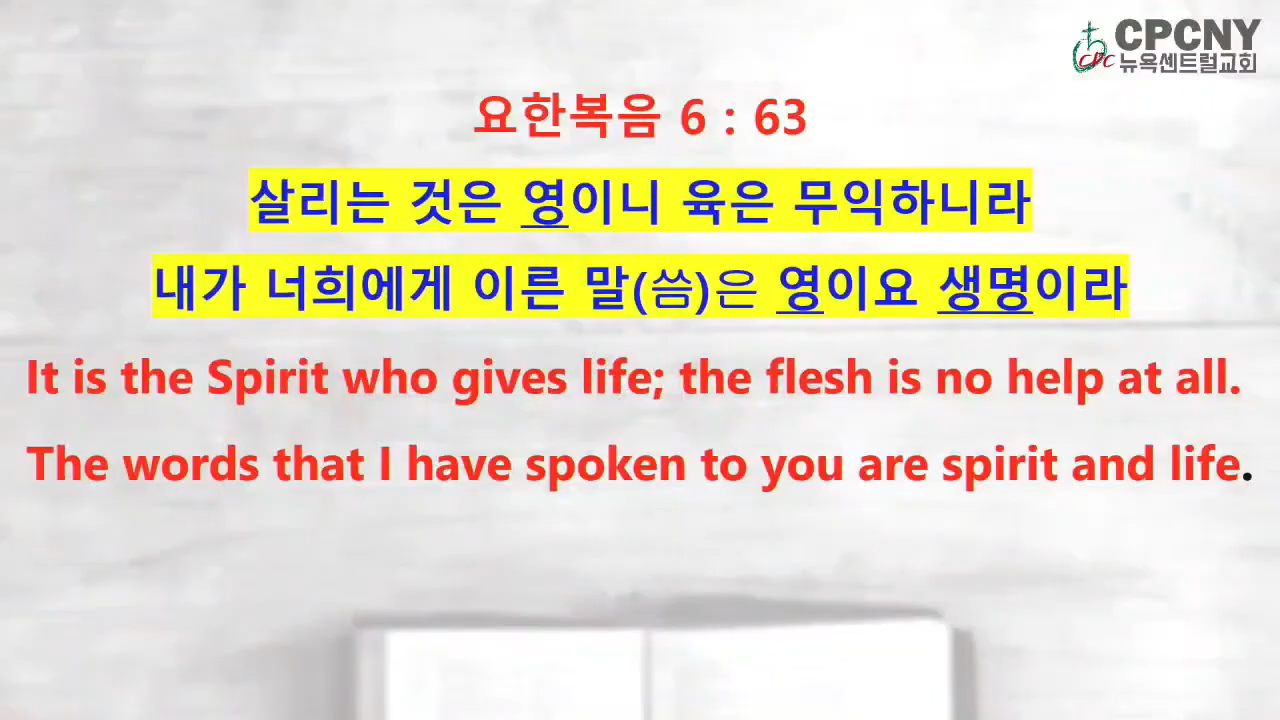 CPCNY
CPC
뉴욕센트럴교회
요한복음 6 : 63
살리는 것은 영이니 육은 무익하니라
내가 너희에게 이른 말(씀)은 영이요 생명이라
It is the Spirit who gives life; the flesh is no help at all.
The words that I have spoken to you are spirit and life.